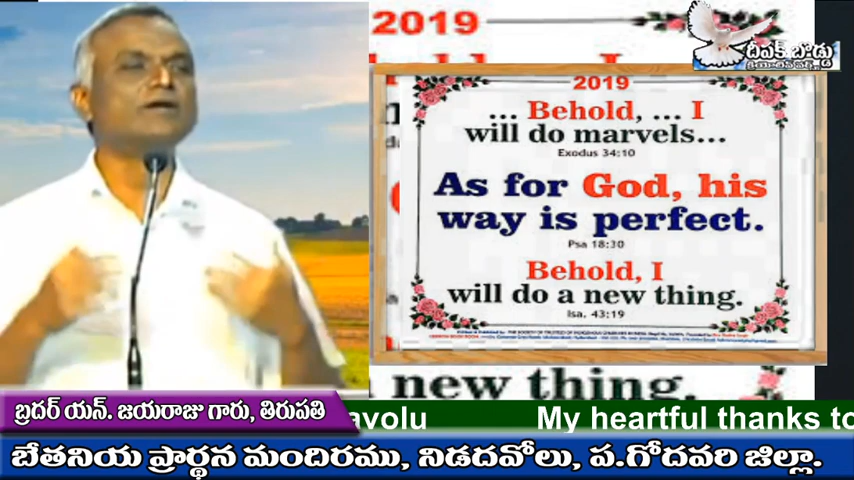 2019
దీపక్ బొడ్డు
2019
... Behold, ... I
will do marvels...
Exodus 34:10
As for God, his
way is perfect.
Psa 18:30
Behold, I
will do a new thing.
Isa. 43:19
new thing.
బ్రదర్ యన్. జయరాజు గారు, తిరుపతి
avolu My heartful thanks to
బేతనియ ప్రార్థన మందిరము, నిడదవోలు, ప.గోదవరి జిల్లా.